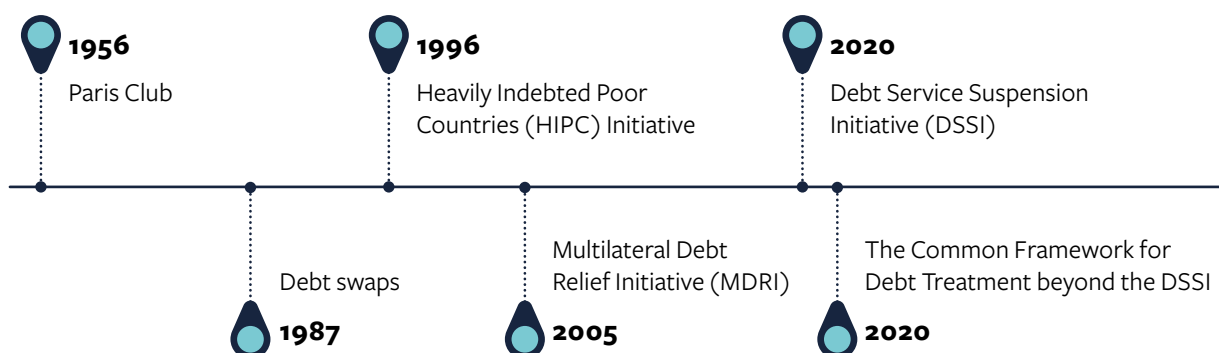 1956
Paris Club
1996
Heavily Indebted Poor
Countries (HIPC) Initiative
2020
Debt Service Suspension
Initiative (DSSI)
Debt swaps
1987
Multilateral Debt
Relief Initiative (MDRI)
2005
The Common Framework for
Debt Treatment beyond the DSSI
2020